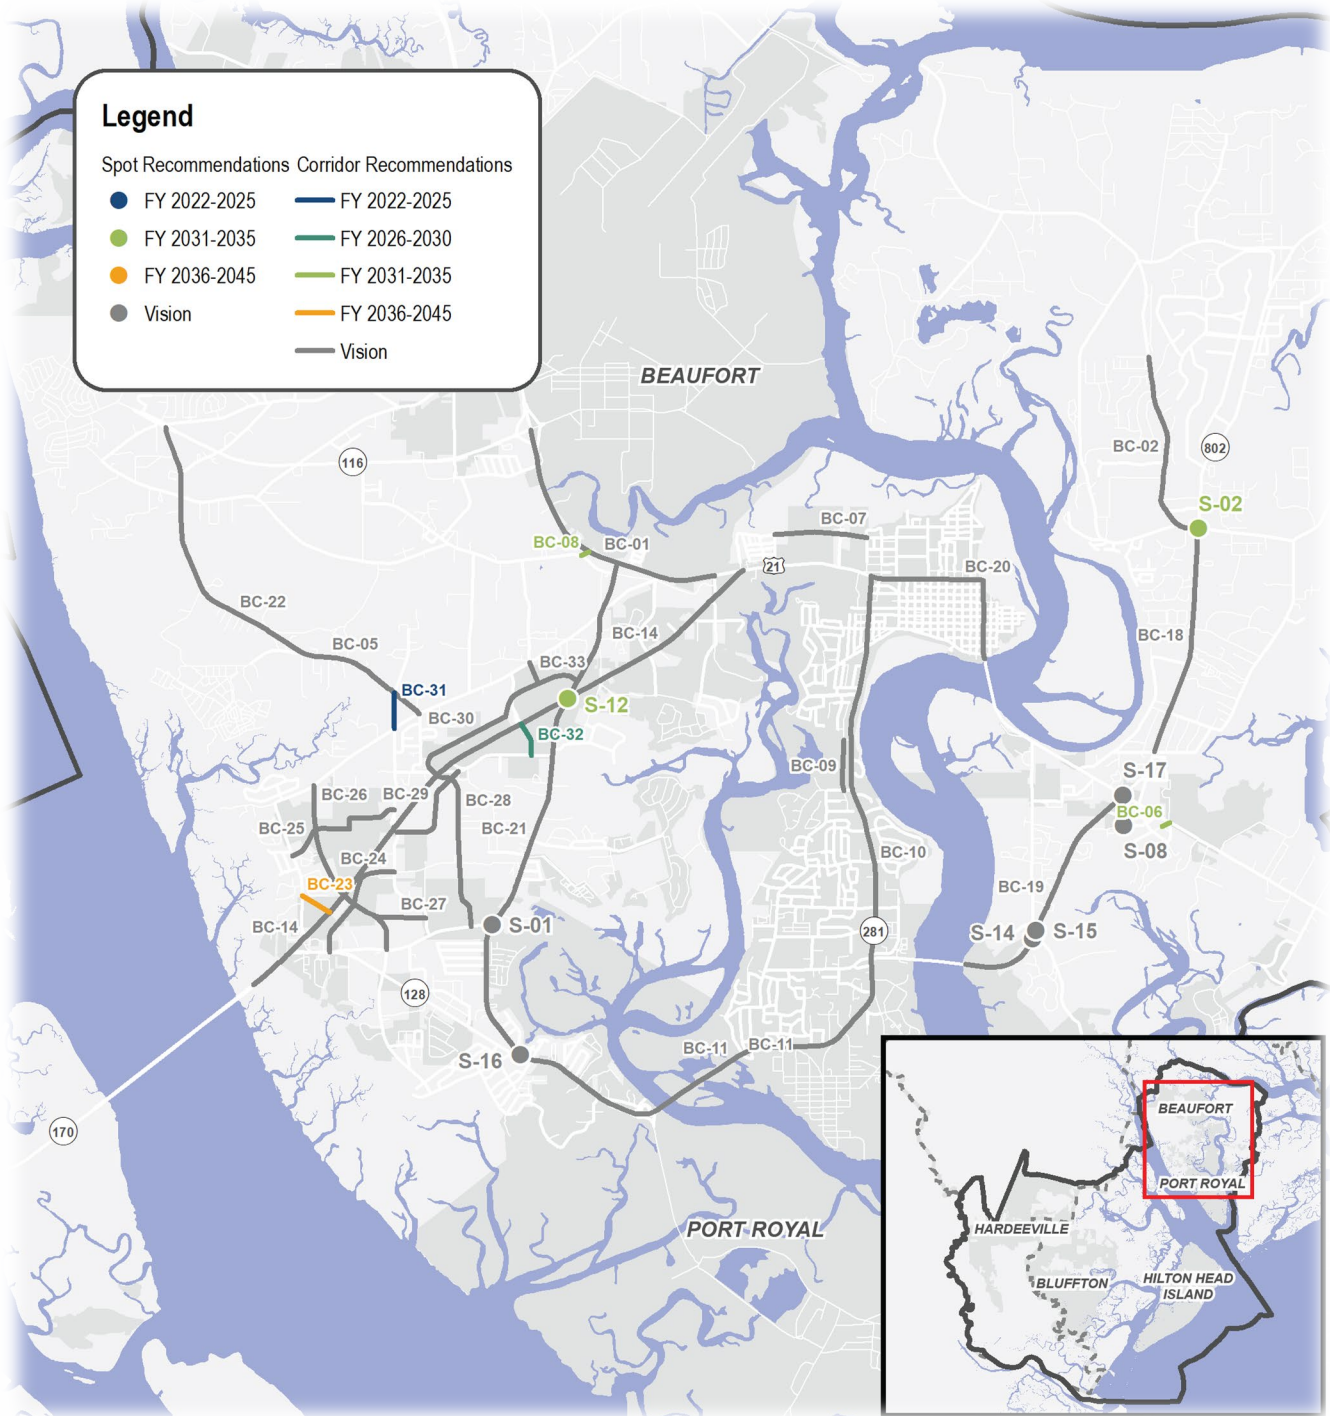 Legend
Spot Recommendations Corridor Recommendations
FY 2022-2025 FY 2022-2025
FY 2031-2035 FY 2026-2030
FY 2036-2045 FY 2031-2035
Vision FY 2036-2045
Vision
BEAUFORT
BC-02
802
116
S-02
BC-07
BC-08 BC-01
21
BC-20
BC-22
BC-14
BC-18
BC-05
BC-33
BC-31
S-12
BC-30
BC-32
BC-09
S-17
BC-26 BC-29
BC-28
BC-06
BC-25
BC-21
S-08
BC-24
BC-10
BC-23
BC-19
BC-27
BC-14
S-01
281
S-14 S-15
128
S-16
BC-11 BC-11
170
PORT ROYAL
BEAUFORT
PORT ROYAL
HARDEEVILLE
BLUFFTON
HILTON HEAD
ISLAND